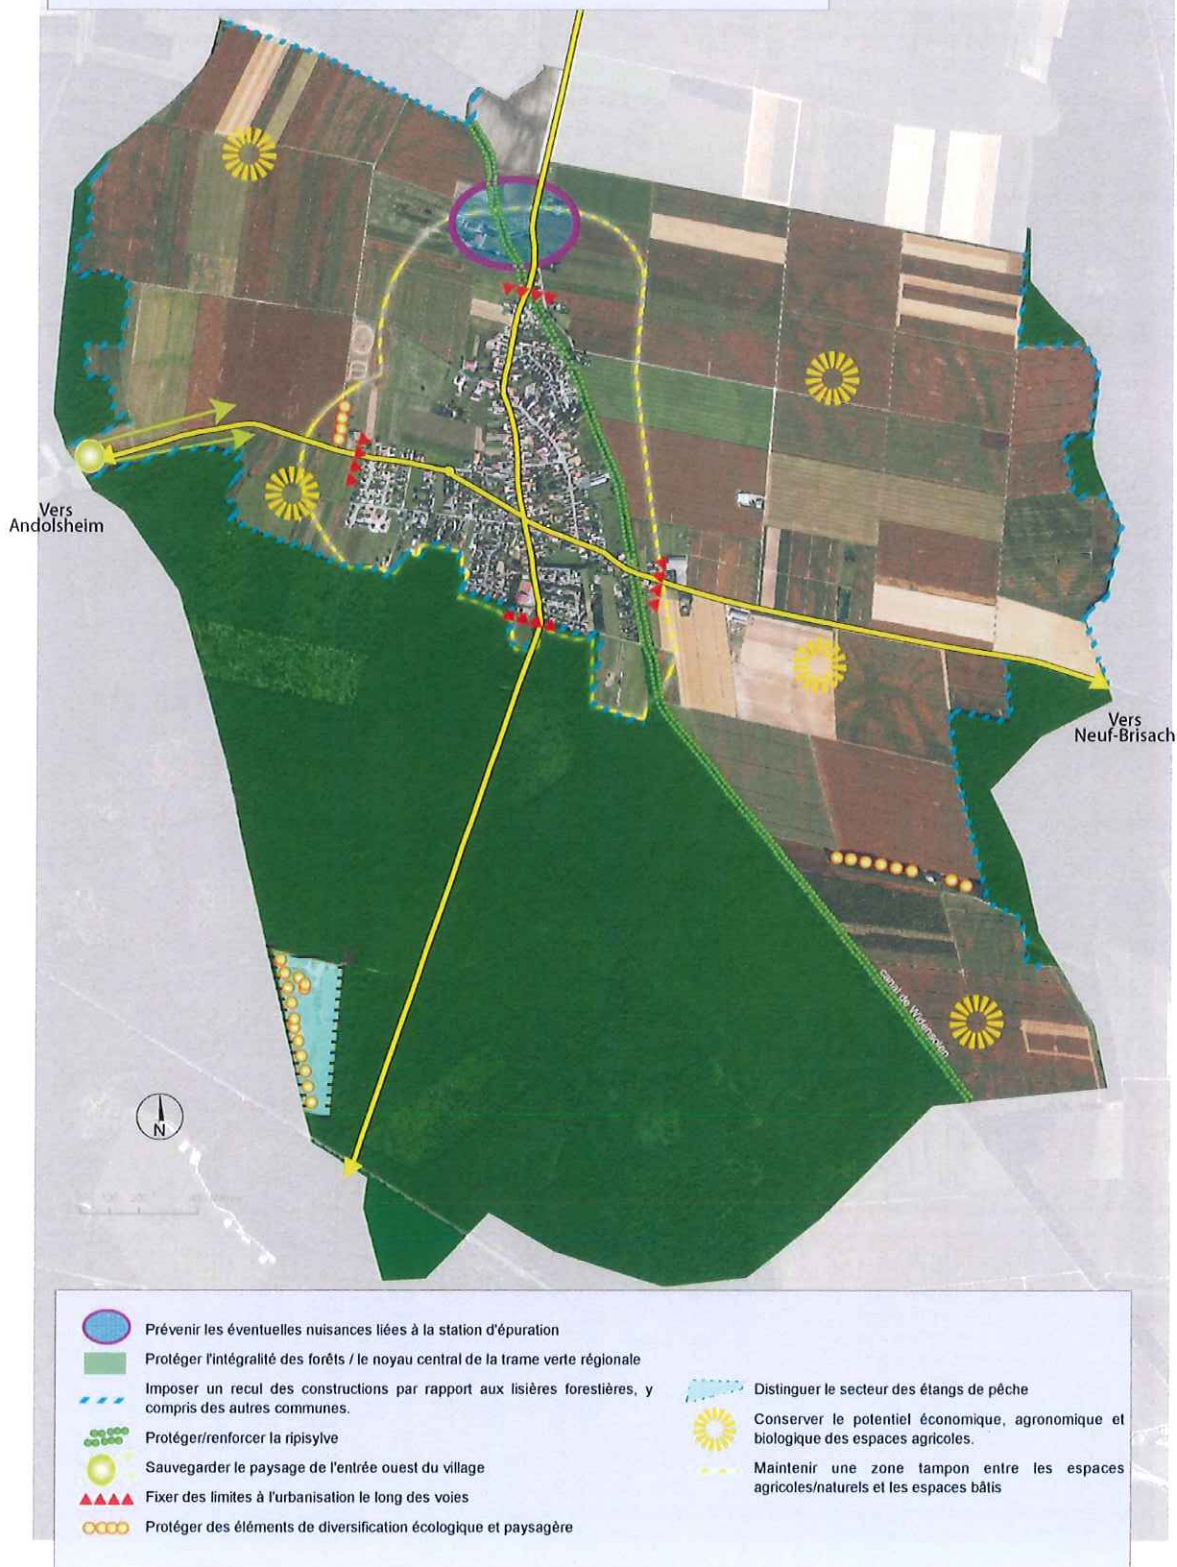 Vers
Andolsheim
Vers
Neuf-Brisach
canal de Widensolen
N
Prévenir les éventuelles nuisances liées à la station d'épuration
Protéger l'intégralité des forêts / le noyau central de la trame verte régionale
Imposer un recul des constructions par rapport aux lisières forestières, y
compris des autres communes.
Protéger/renforcer la ripisylve
Sauvegarder le paysage de l'entrée ouest du village
Fixer des limites à l'urbanisation le long des voies
Protéger des éléments de diversification écologique et paysagère
Distinguer le secteur des étangs de pêche
Conserver le potentiel économique, agronomique et
biologique des espaces agricoles.
Maintenir une zone tampon entre les espaces
agricoles/naturels et les espaces bâtis